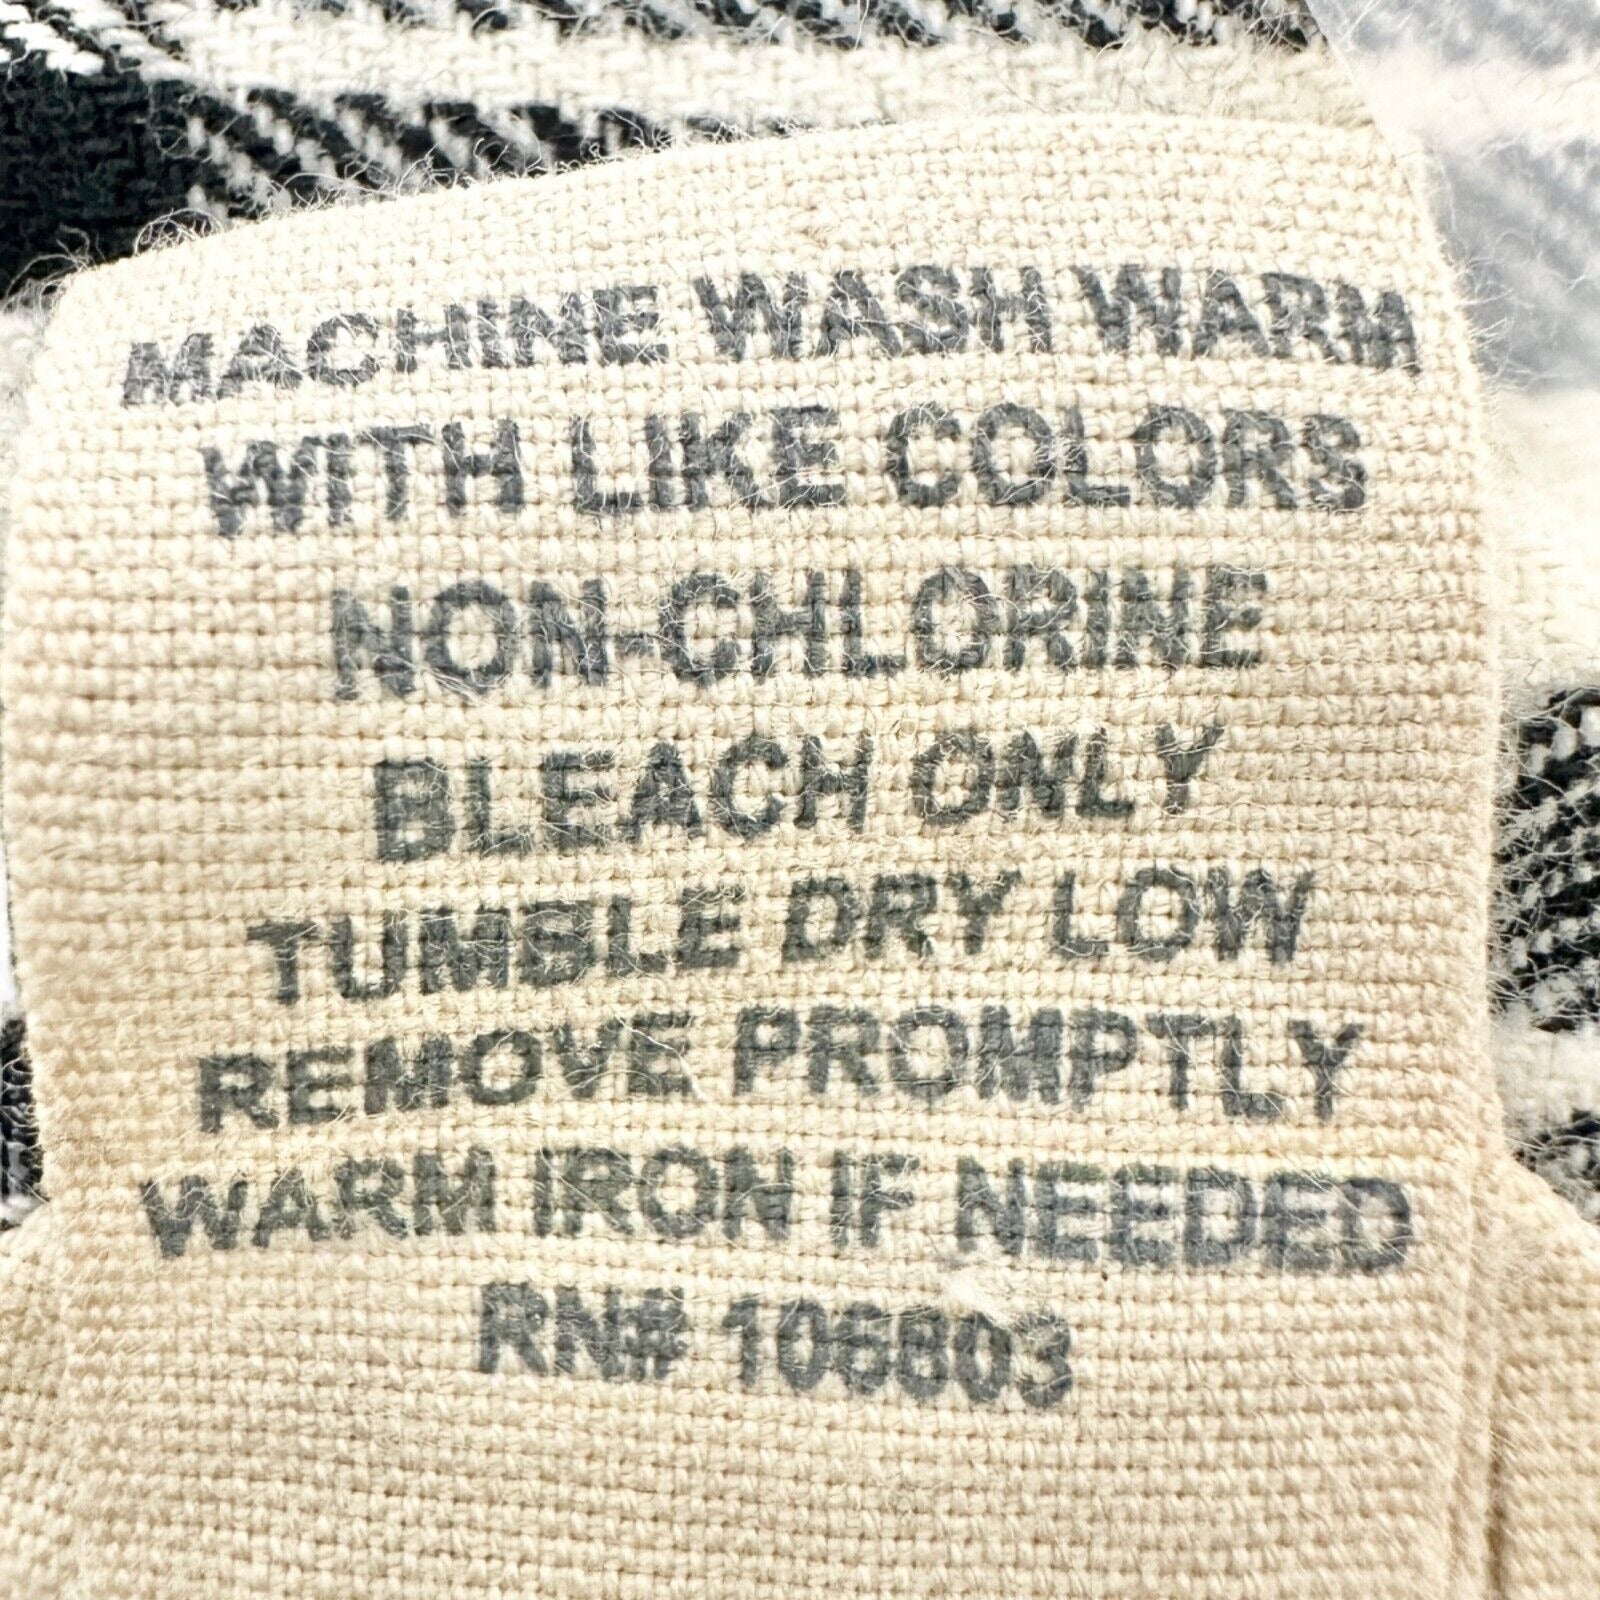 MACHINE WASH WARM
WITH LIKE COLORS
NON-CHLORINE
BLEACH ONLY
TUMBLE DRY LOW
REMOVE PROMPTLY
WARM IRON IF NEEDED
RN# 106803